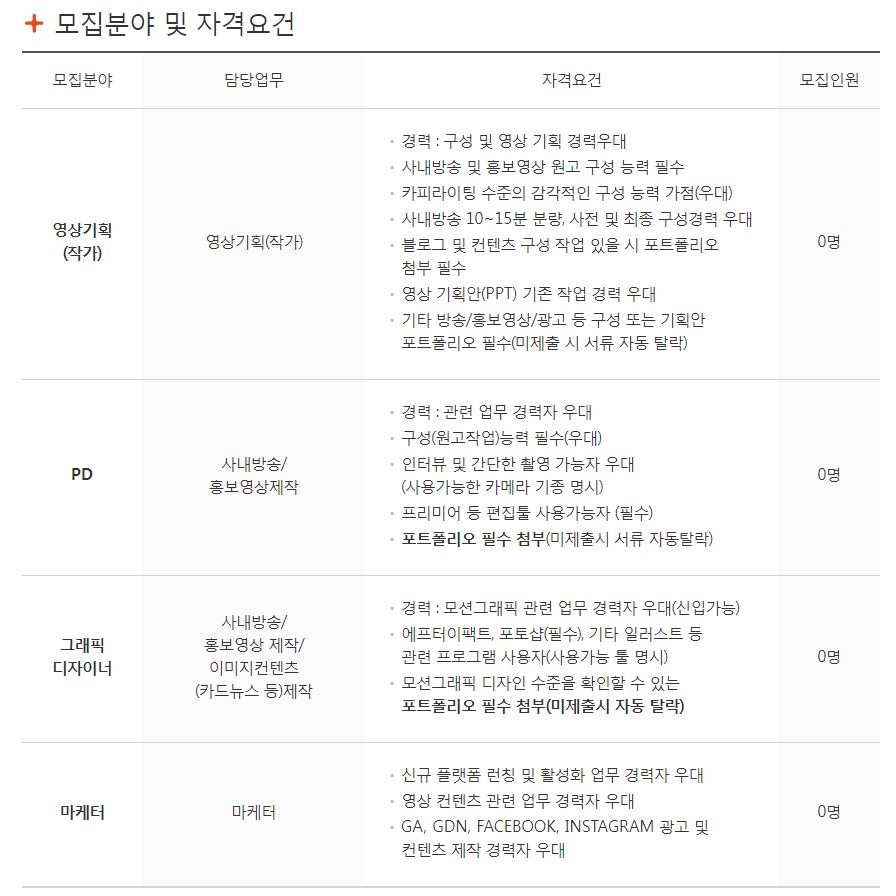 + 모집분야 및 자격요건
모집분야 담당업무 자격요건 모집인원
영상기획
(작가)
영상기획(작가)
· 경력 : 구성 및 영상 기획 경력우대
· 사내방송 및 홍보영상 원고 구성 능력 필수
· 카피라이팅 수준의 감각적인 구성 능력 가점(우대)
· 사내방송 10~15분 분량, 사전 및 최종 구성경력 우대
· 블로그 및 컨텐츠 구성 작업 있을 시 포트폴리오
첨부 필수
· 영상 기획안(PPT) 기존 작업 경력 우대
· 기타 방송/홍보영상/광고 등 구성 또는 기획안
포트폴리오 필수(미제출 시 서류 자동 탈락)
0명
PD
사내방송/
홍보영상제작
· 경력 : 관련 업무 경력자 우대
· 구성(원고작업)능력 필수(우대)
· 인터뷰 및 간단한 촬영 가능자 우대
(사용가능한 카메라 기종 명시)
· 프리미어 등 편집툴 사용가능자 (필수)
· 포트폴리오 필수 첨부(미제출시 서류 자동탈락)
0명
그래픽
디자이너
사내방송/
홍보영상 제작/
이미지컨텐츠
(카드뉴스 등)제작
· 경력 : 모션그래픽 관련 업무 경력자 우대(신입가능)
· 에프터이팩트, 포토샵(필수), 기타 일러스트 등
관련 프로그램 사용자(사용가능 툴 명시)
· 모션그래픽 디자인 수준을 확인할 수 있는
포트폴리오 필수 첨부(미제출시 자동 탈락)
0명
마케터
마케터
· 신규 플랫폼 런칭 및 활성화 업무 경력자 우대
· 영상 컨텐츠 관련 업무 경력자 우대
· GA, GDN, FACEBOOK, INSTAGRAM 광고 및
컨텐츠 제작 경력자 우대
0명